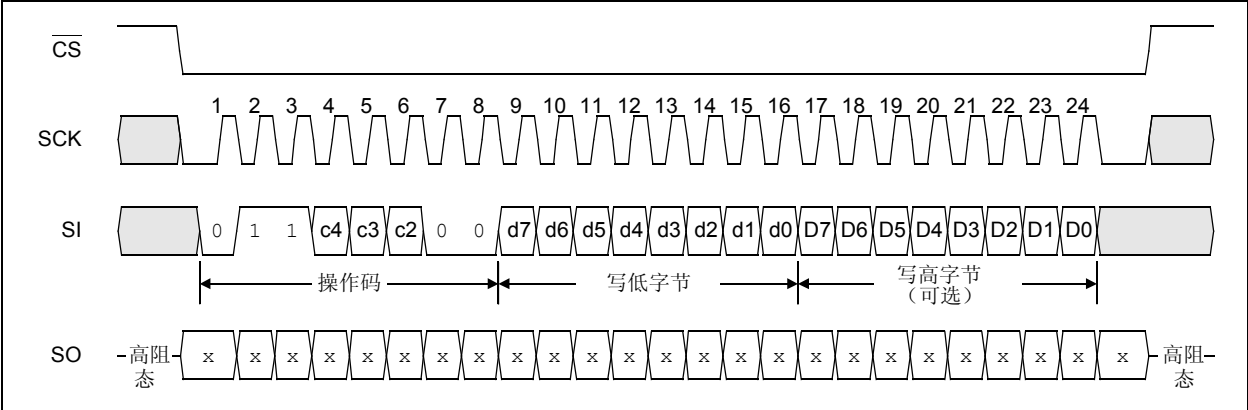 CS
1 2 3 4 5 6 7 8 9 10 11 12 13 14 15 16 17 18 19 20 21 22 23 24
SCK
SI 0 1 1 c4 c3 c2 0 0 d7 d6 d5 d4 d3 d2 d1 d0 D7 D6 D5 D4 D3 D2 D1 D0
操作码 写低字节 写高字节
（可选）
SO 高阻 x x x x x x x x x x x x x x x x x x x x x x x x x 高阻
态 态